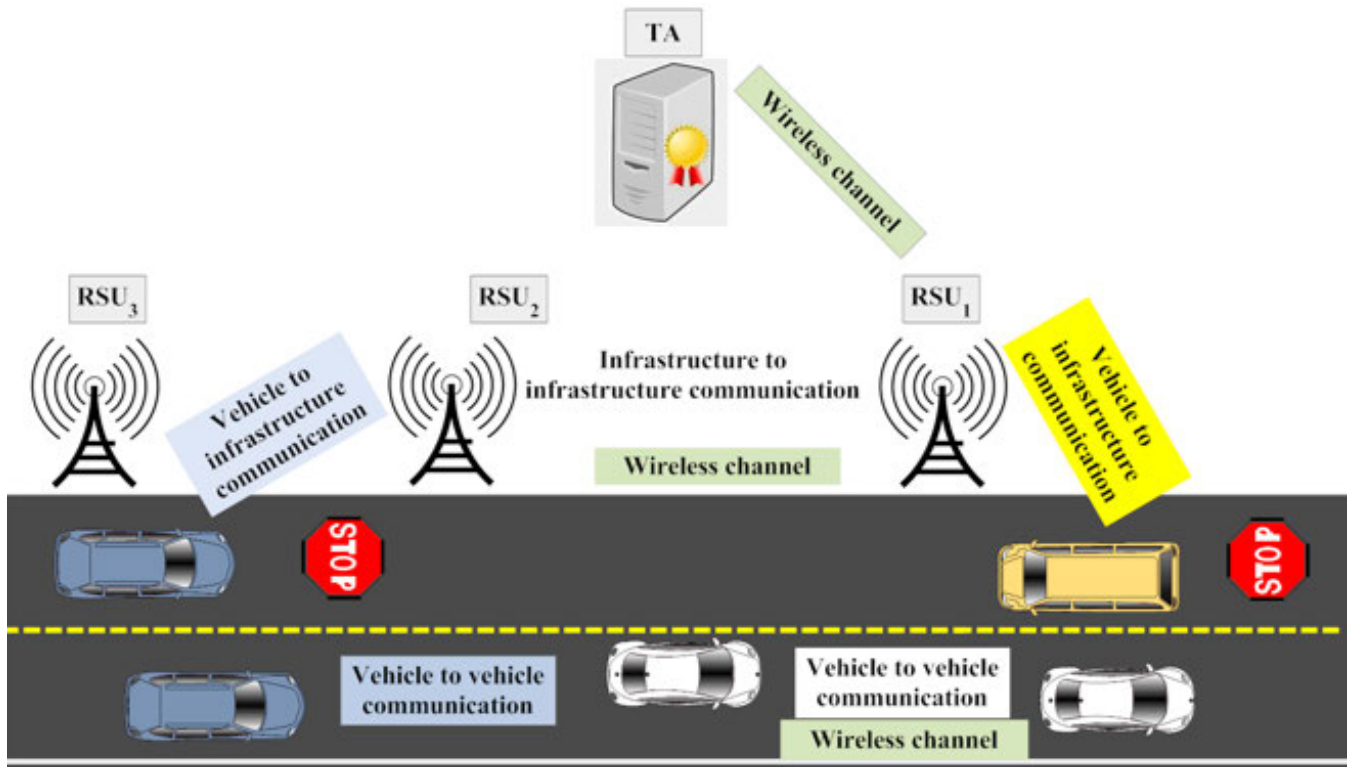 TA
Wireless channel
RSU3
RSU2
RSU1
Vehicle to
infrastructure
communication
Infrastructure to
infrastructure communication
Vehicle to
infrastructure
communication
Wireless channel
STOP
STOP
Vehicle to vehicle
communication
Vehicle to vehicle
communication
Wireless channel